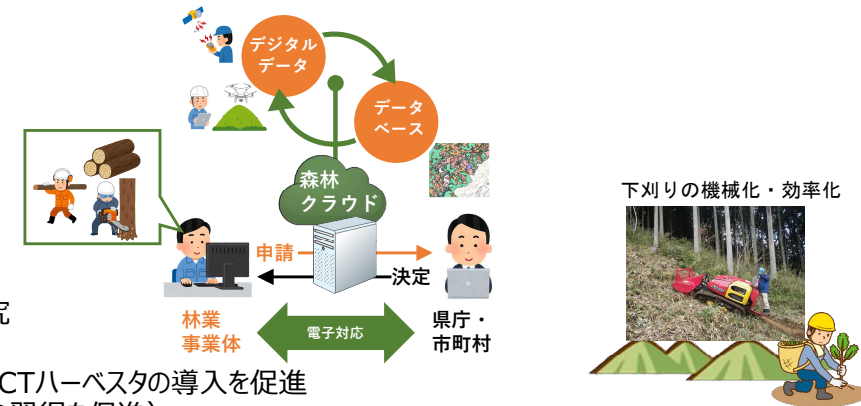 デジタル
データ
データ
ベース
森林
クラウド
下刈りの機械化・効率化
申請
決定
林業
事業体
電子対応
県庁・
市町村
究
CTハーベスタの導入を促進